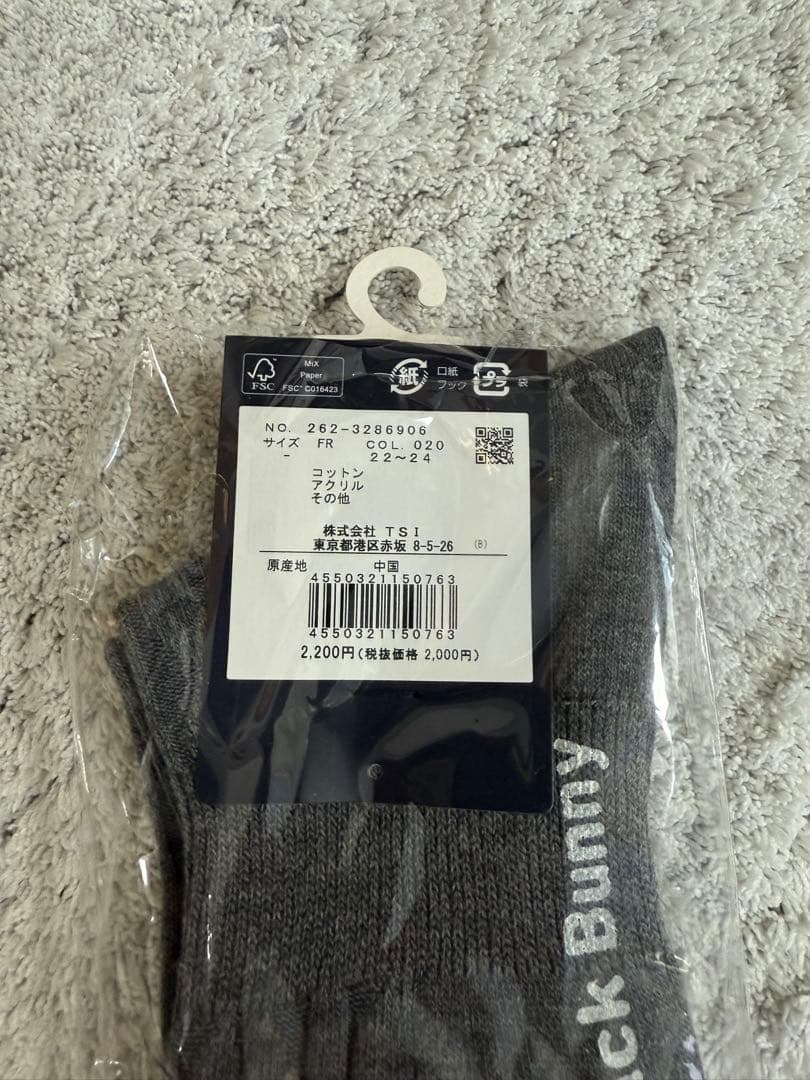 MIX
Paper
FSC
FSC™ C016423
紙
口紙
フック
プラ
袋
NO. 262-3286906
サイズ FR COL. 020
- 22～24
コットン
アクリル
その他
株式会社 TSI
東京都港区赤坂 8-5-26 (B)
原産地 中国
4550321150763
4550321150763
2,200円(税抜価格 2,000円)
ck Bunny